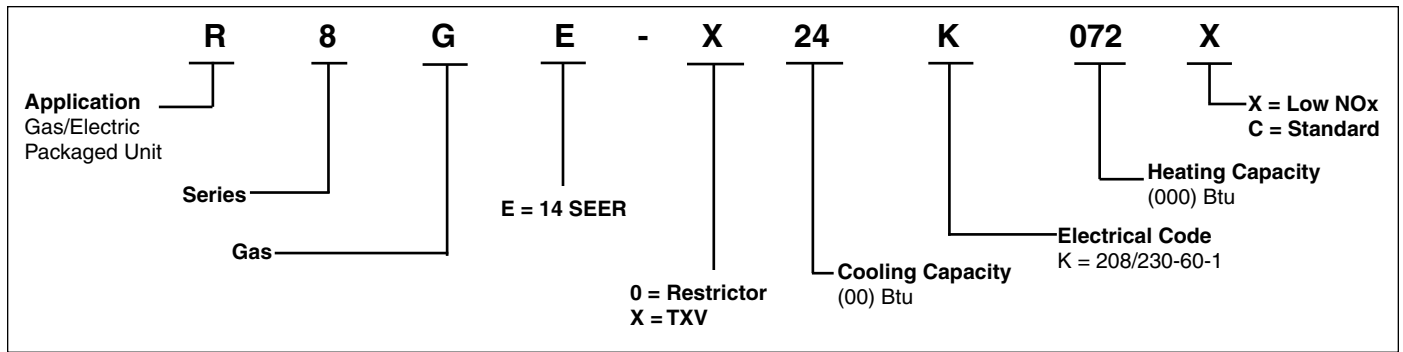 R 8 G E - X 24 K 072 X
Application
Gas/Electric
Packaged Unit
Series
Gas
E = 14 SEER
0 = Restrictor
X = TXV
Cooling Capacity
(00) Btu
Electrical Code
K = 208/230-60-1
Heating Capacity
(000) Btu
X = Low NOx
C = Standard